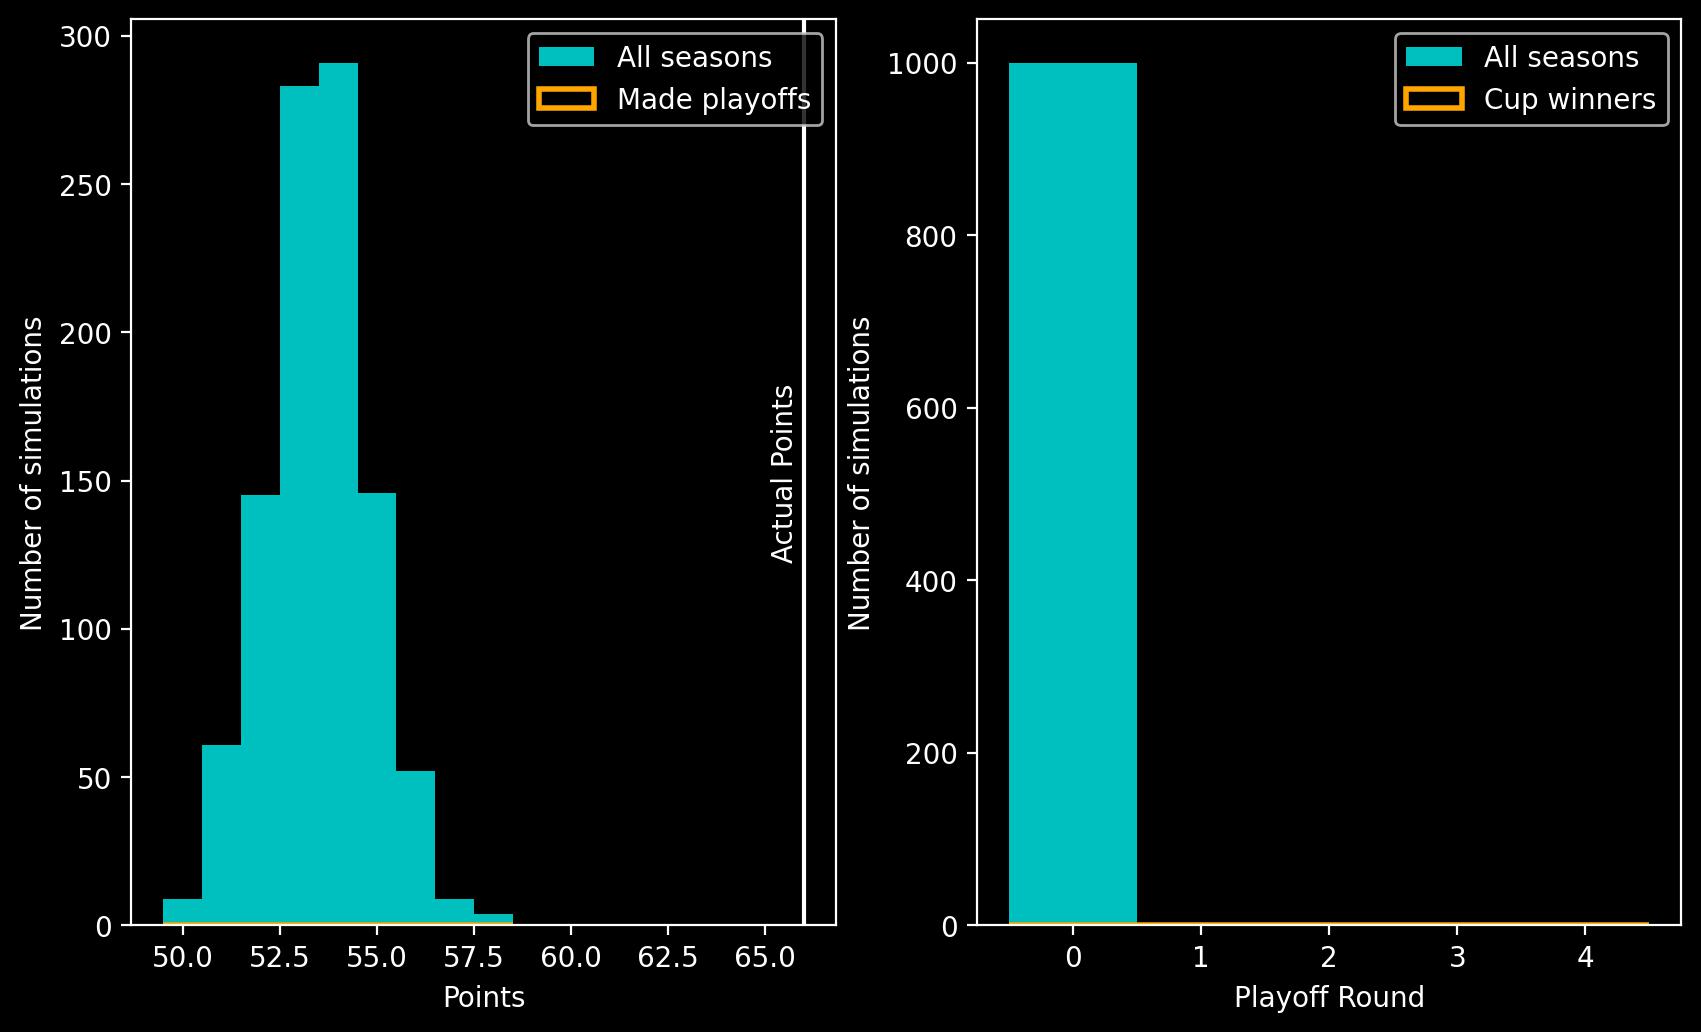 All seasons
Made playoffs
300
250
200
150
100
50
0
Number of simulations
Actual Points
50.0 52.5 55.0 57.5 60.0 62.5 65.0
Points
All seasons
Cup winners
1000
800
600
400
200
0
Number of simulations
0 1 2 3 4
Playoff Round